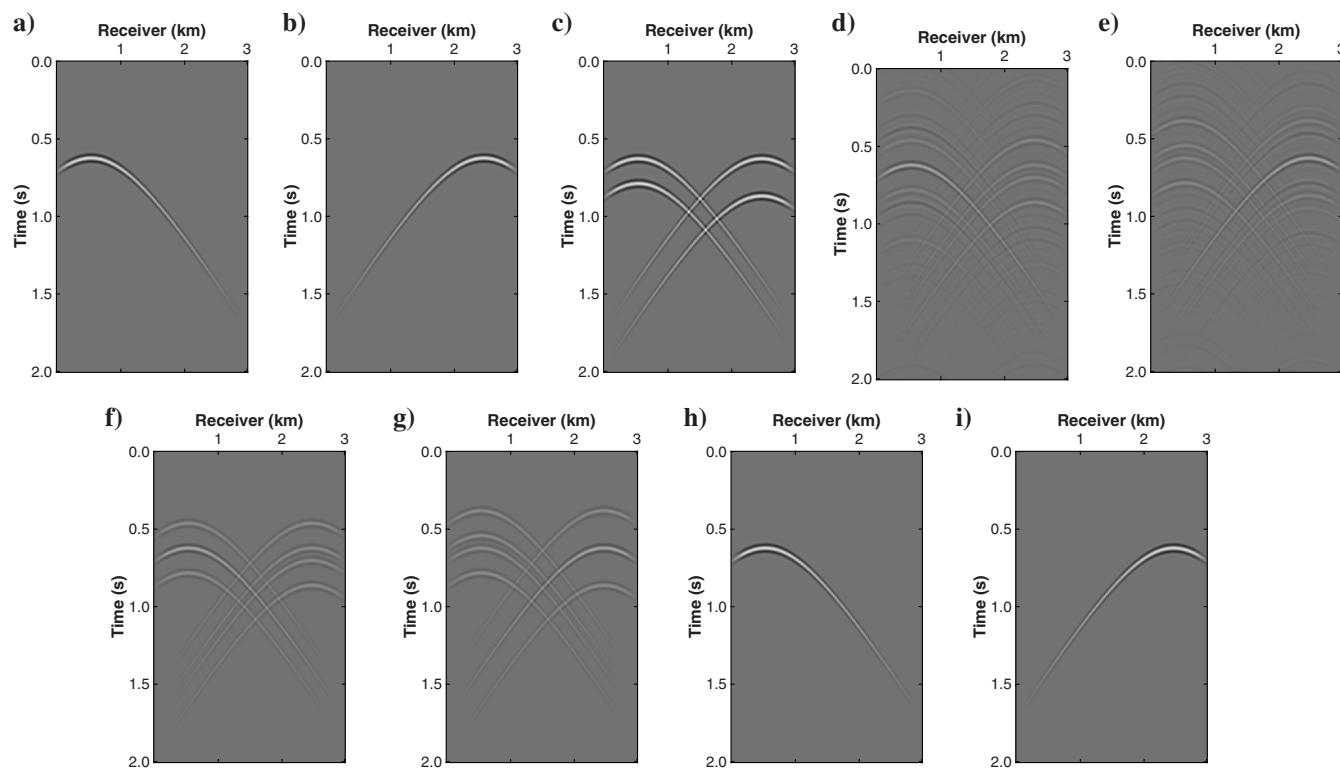 a) b) c) d) e)
Receiver (km) Receiver (km) Receiver (km) Receiver (km) Receiver (km)
1 2 3 1 2 3 1 2 3 1 2 3 1 2 3
0.0 0.0 0.0 0.0 0.0
0.5 0.5 0.5 0.5 0.5
Time (s) Time (s) Time (s) Time (s) Time (s)
1.0 1.0 1.0 1.0 1.0
1.5 1.5 1.5 1.5 1.5
2.0 2.0 2.0 2.0 2.0
f) g) h) i)
Receiver (km) Receiver (km) Receiver (km) Receiver (km)
1 2 3 1 2 3 1 2 3 1 2 3
0.0 0.0 0.0 0.0
0.5 0.5 0.5 0.5
Time (s) Time (s) Time (s) Time (s)
1.0 1.0 1.0 1.0
1.5 1.5 1.5 1.5
2.0 2.0 2.0 2.0